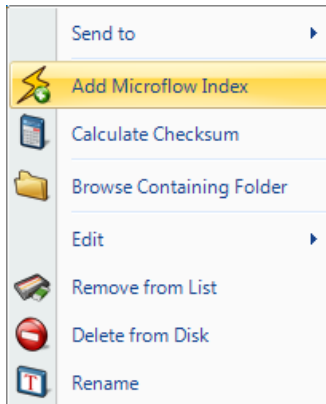 Send to
Add Microflow Index
Calculate Checksum
Browse Containing Folder
Edit
Remove from List
Delete from Disk
Rename